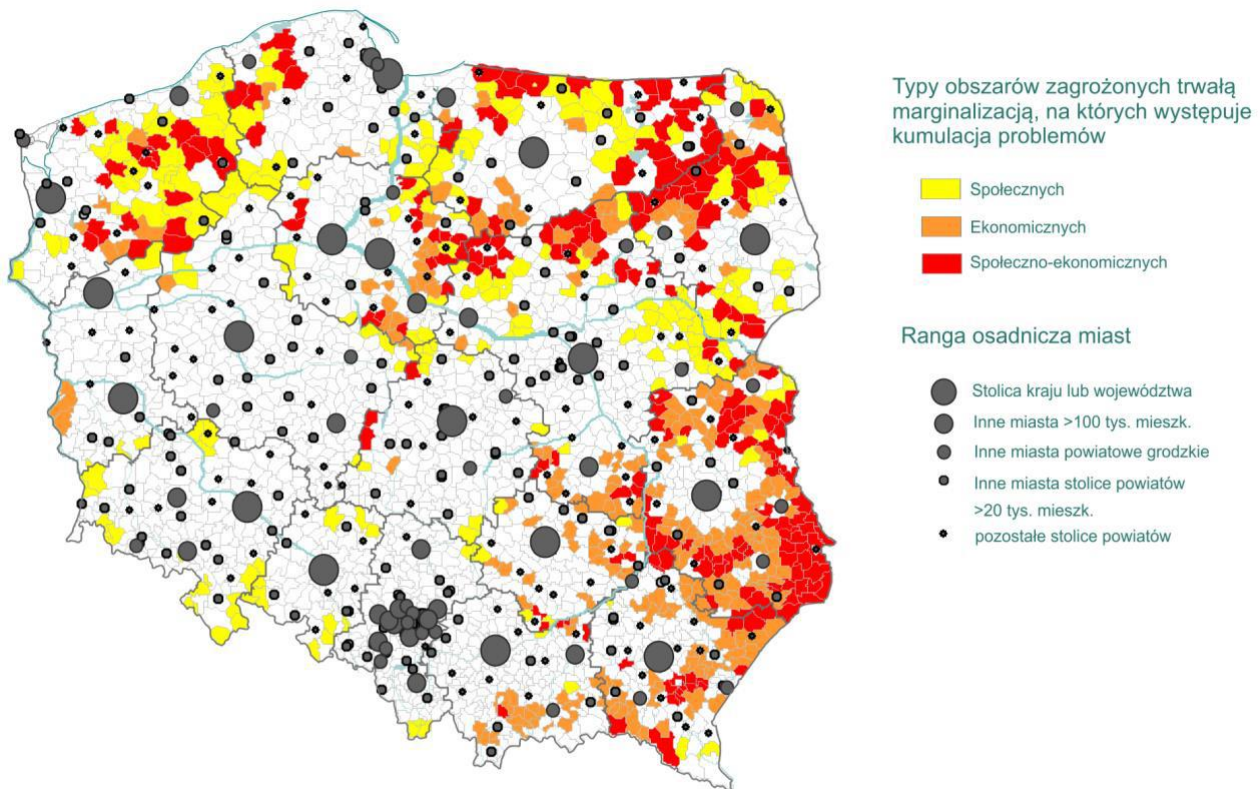 Typy obszarów zagrożonych trwałą
marginalizacją, na których występuje
kumulacja problemów
Społecznych
Ekonomicznych
Społeczno-ekonomicznych
Ranga osadnicza miast
Stolica kraju lub województwa
Inne miasta >100 tys. mieszk.
Inne miasta powiatowe grodzkie
Inne miasta stolice powiatów
>20 tys. mieszk.
pozostałe stolice powiatów